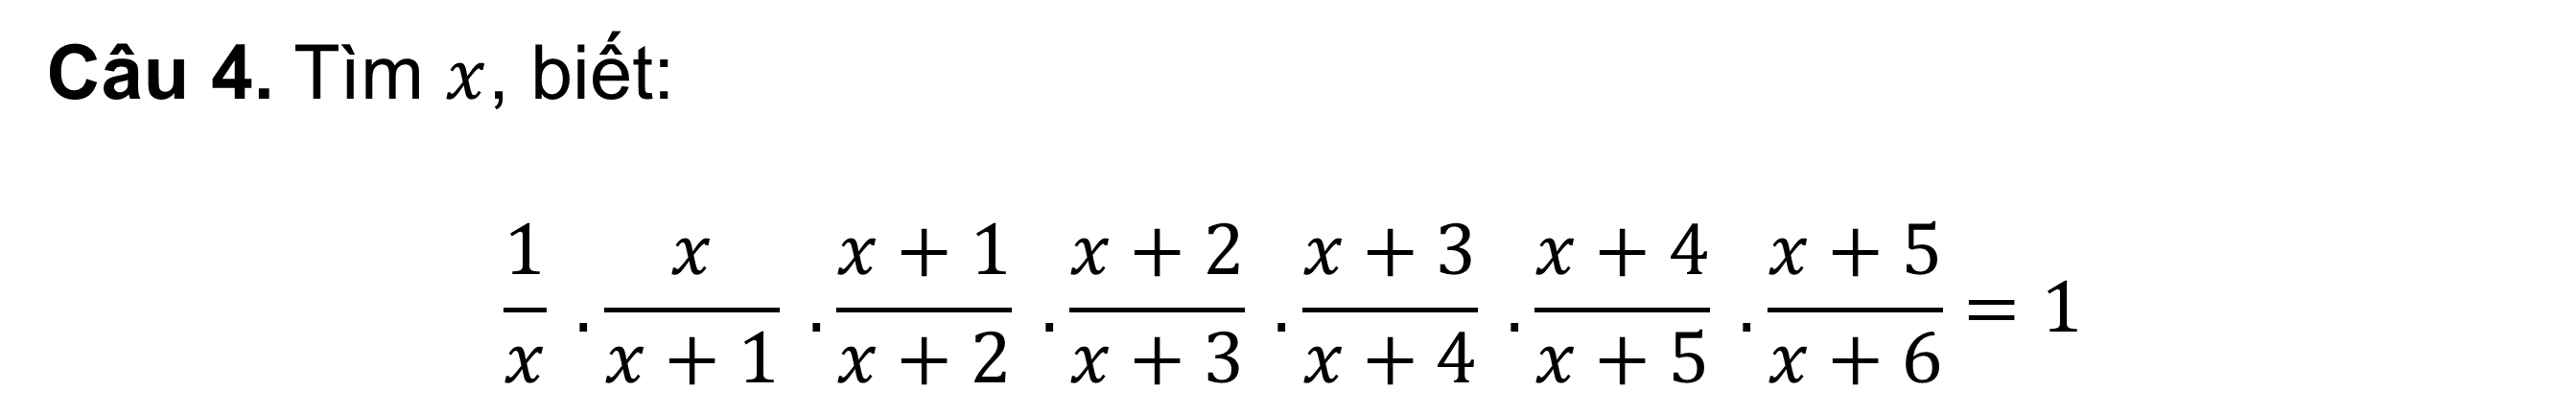 Câu 4. Tìm x, biết:
1/x . x/(x + 1) . (x + 1)/(x + 2) . (x + 2)/(x + 3) . (x + 3)/(x + 4) . (x + 4)/(x + 5) . (x + 5)/(x + 6) = 1